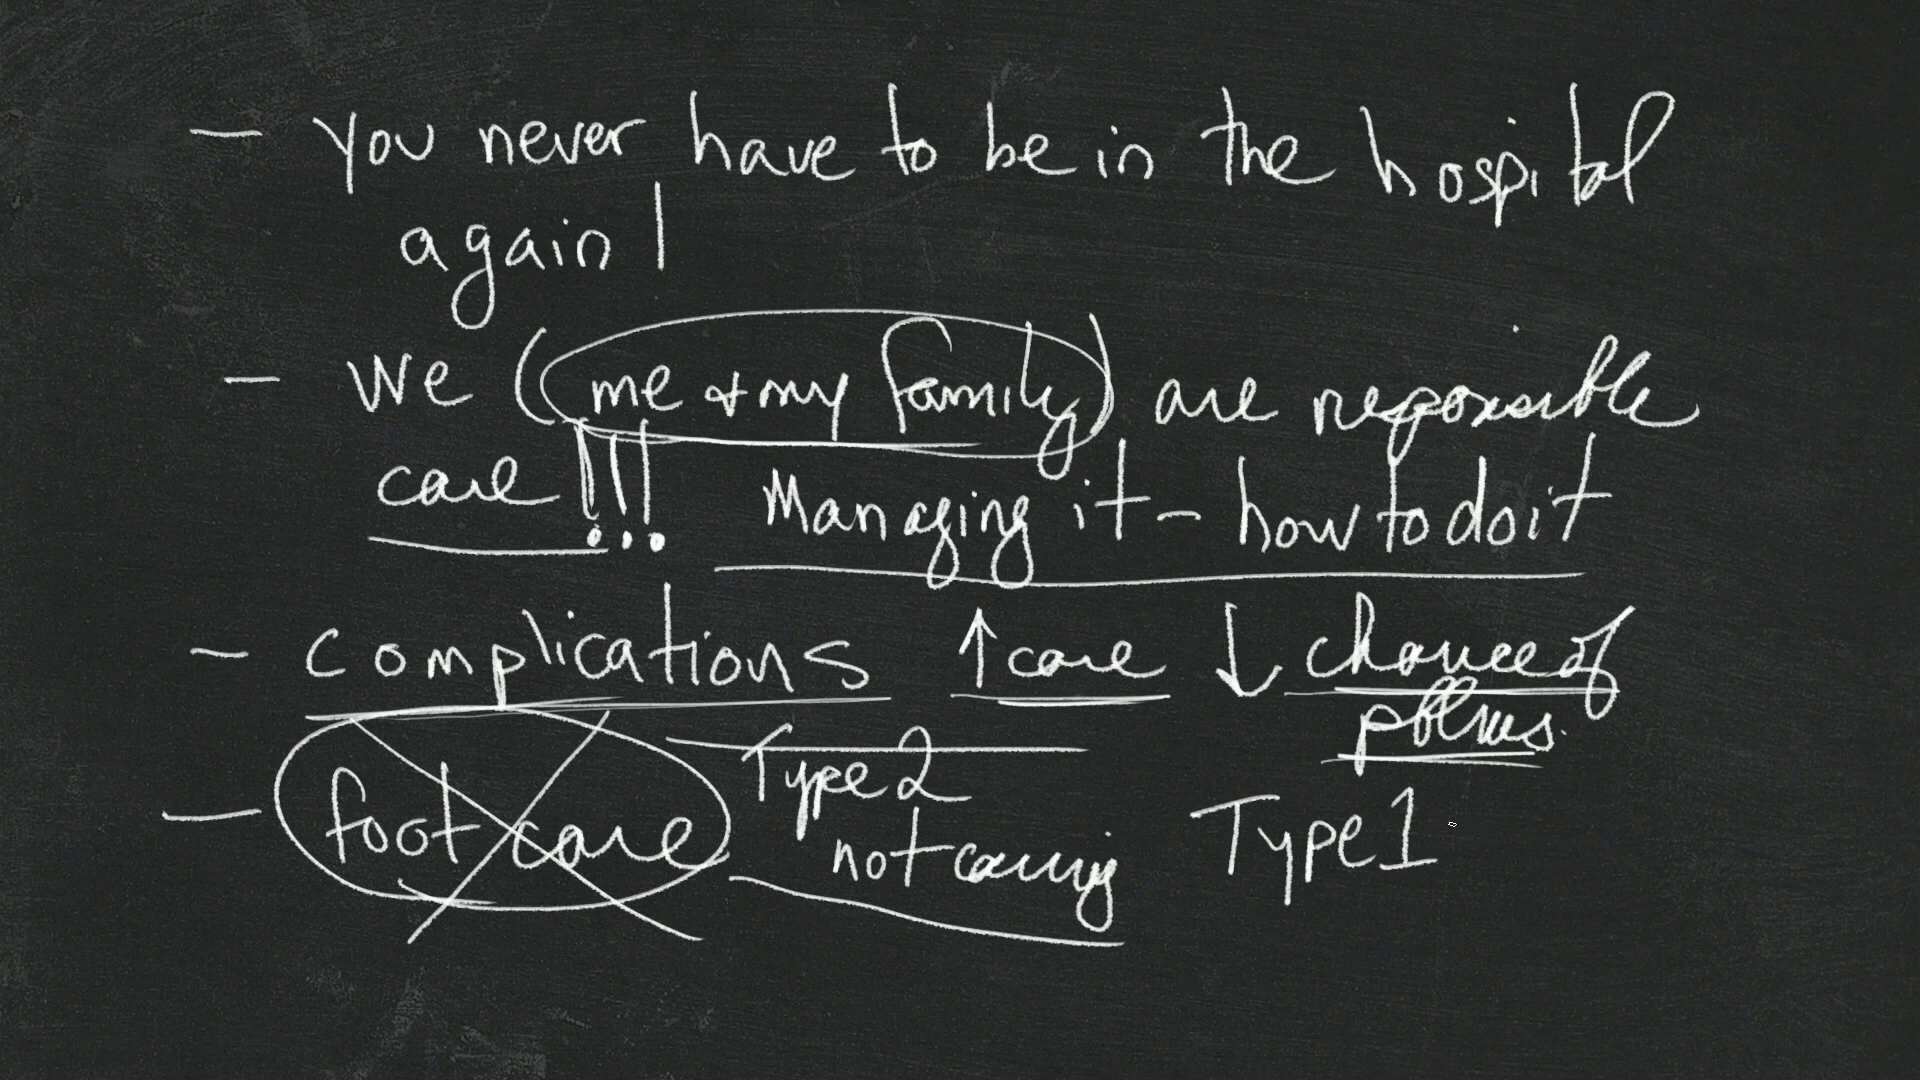 - You never have to be in the hospital
again!
- We (me + my family) are responsible
care!!! Managing it - how to do it
- complications ↑ care ↓ chance of
pblems.
- foot care Type 2
not caring Type 1